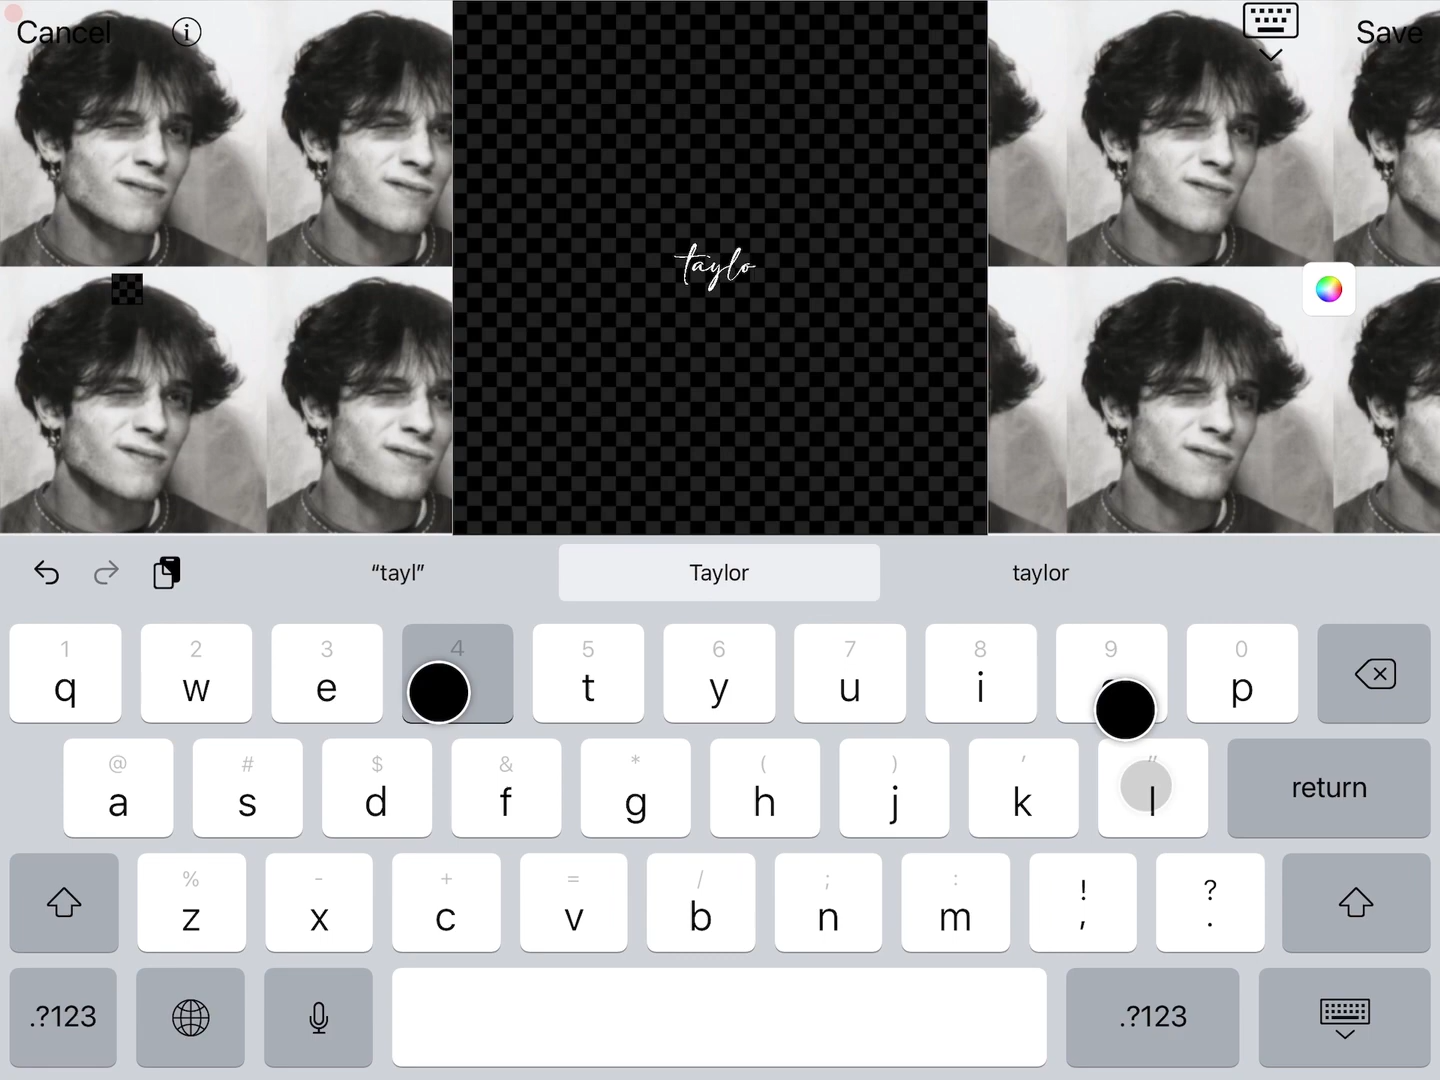 Cancel
Save
taylo
“tayl” Taylor taylor
1 2 3 4 5 6 7 8 9 0
q w e t y u i p
@ # $ & * ( ) ' "
a s d f g h j k l return
% - + = / ; : ! ?
z x c v b n m , .
.?123 .?123